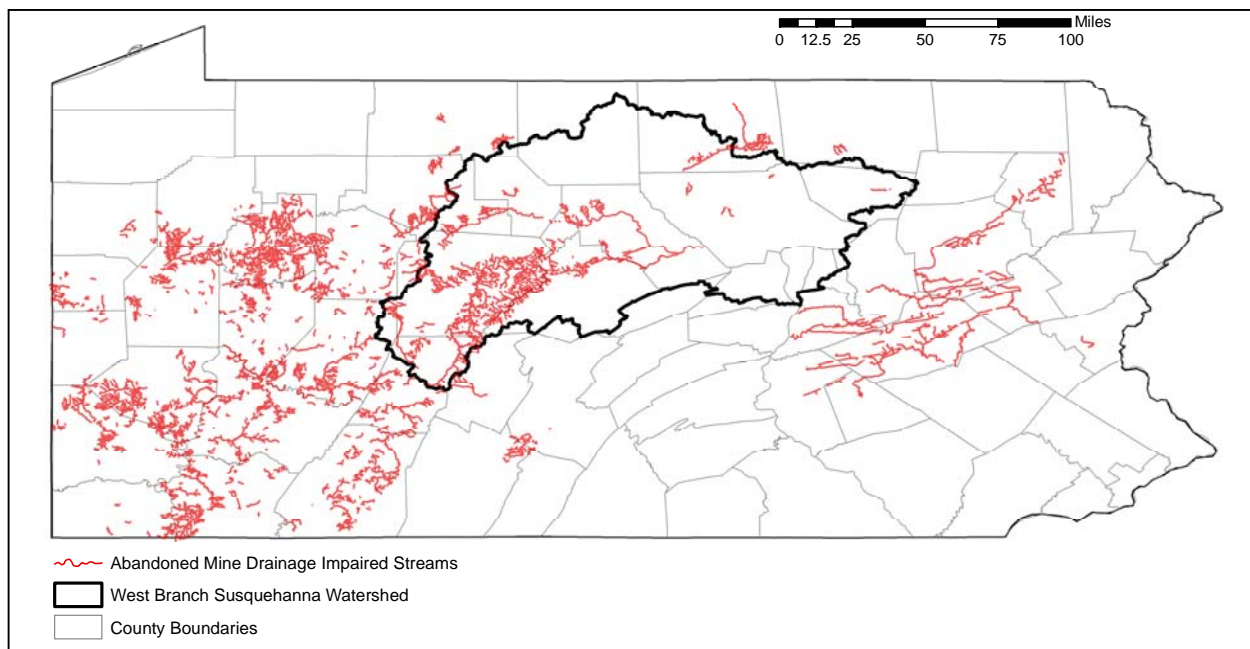 Miles
0 12.5 25 50 75 100
Abandoned Mine Drainage Impaired Streams
West Branch Susquehanna Watershed
County Boundaries